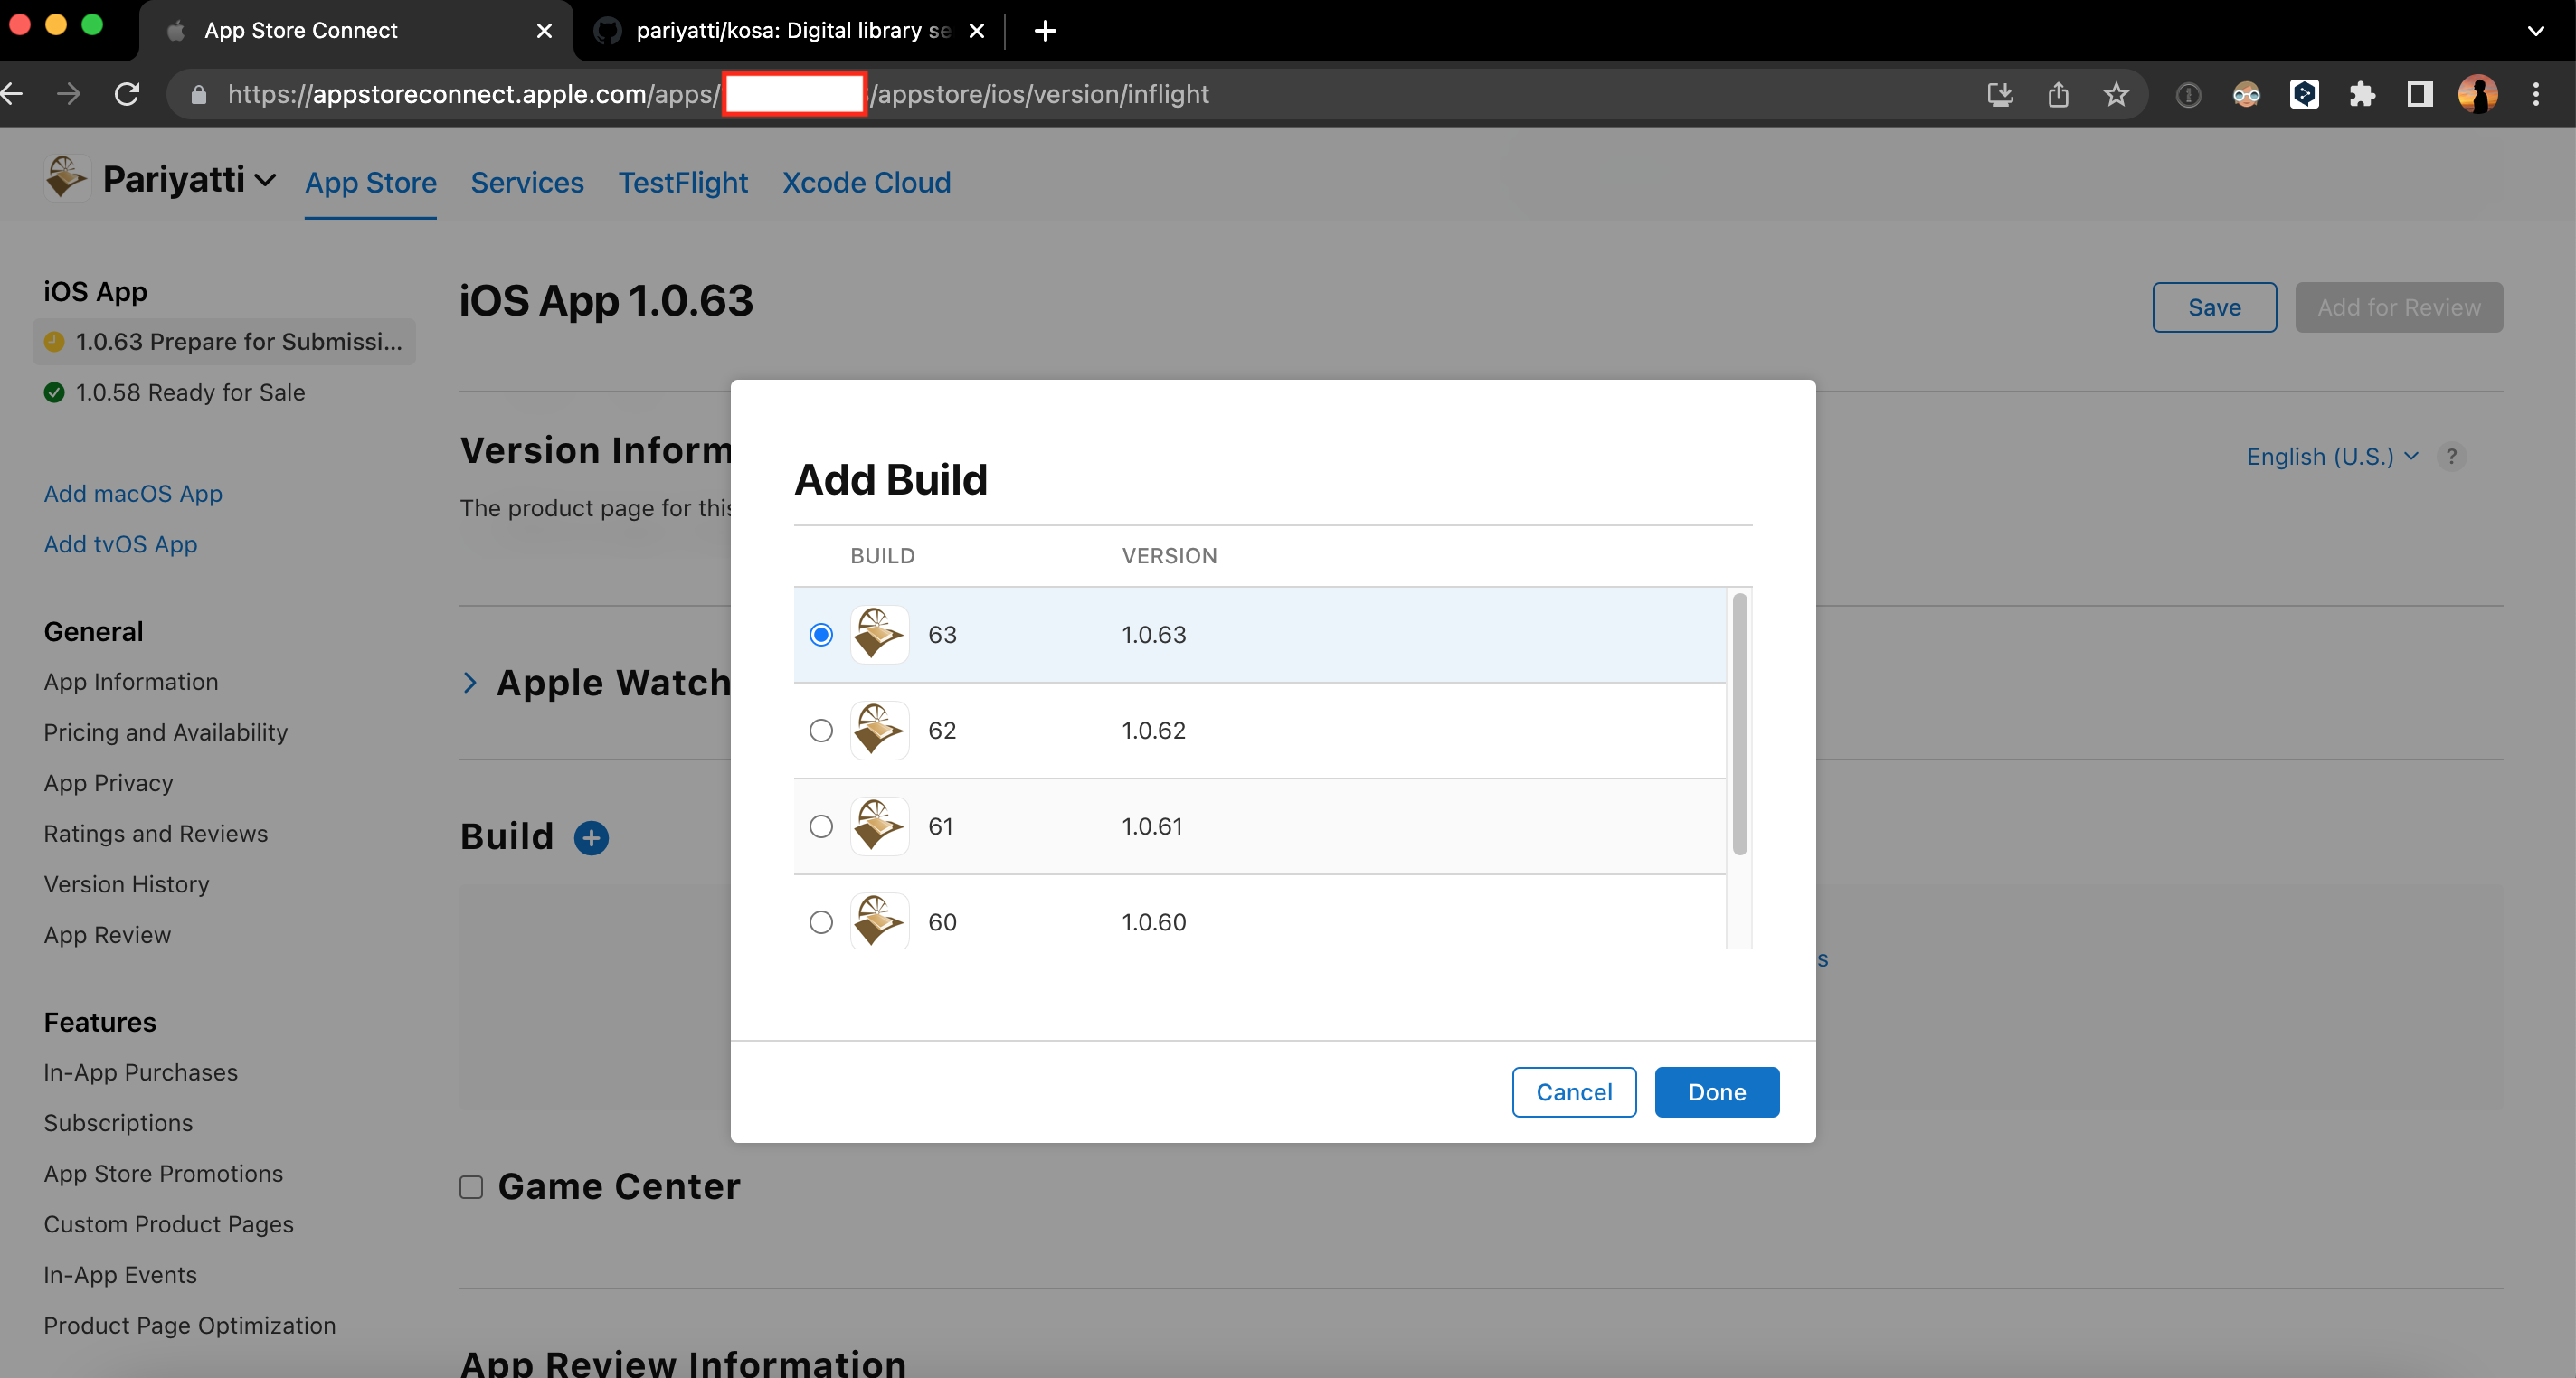 App Store Connect
pariyatti/kosa: Digital library se
https://appstoreconnect.apple.com/apps/ /appstore/ios/version/inflight
Pariyatti
App Store
Services
TestFlight
Xcode Cloud
iOS App
1.0.63 Prepare for Submissi...
1.0.58 Ready for Sale
Add macOS App
Add tvOS App
General
App Information
Pricing and Availability
App Privacy
Ratings and Reviews
Version History
App Review
Features
In-App Purchases
Subscriptions
App Store Promotions
Custom Product Pages
In-App Events
Product Page Optimization
iOS App 1.0.63
Save
Add for Review
Version Inform
English (U.S.)
?
The product page for this
Apple Watch
Build
s
Game Center
App Review Information
Add Build
BUILD VERSION
63 1.0.63
62 1.0.62
61 1.0.61
60 1.0.60
Cancel
Done